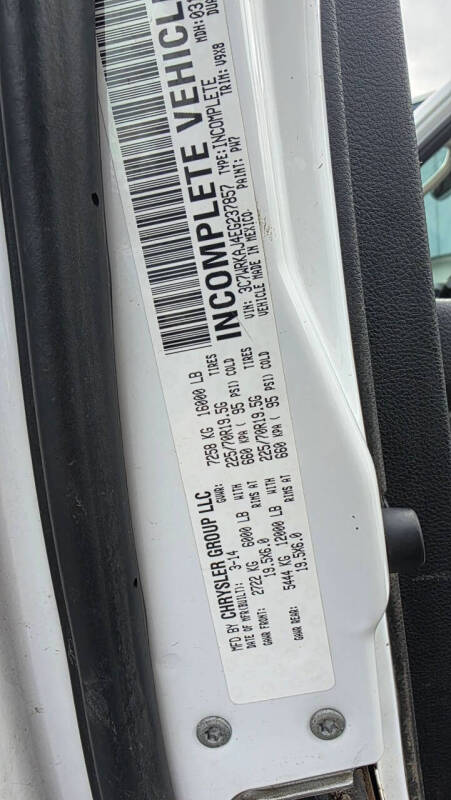 MFD BY CHRYSLER GROUP LLC
DATE OF MFR(BUILT): 3-14 GVWR: 7258 KG 16000 LB
GAWR FRONT: 2722 KG 6000 LB WITH 225/70R19.5G TIRES
19.5X6.0 RIMS AT 660 KPA ( 95 PSI) COLD
GAWR REAR: 5444 KG 12000 LB WITH 225/70R19.5G TIRES
19.5X6.0 RIMS AT 660 KPA ( 95 PSI) COLD
INCOMPLETE VEHICLE
MDH:03
VIN: 3C7WRKAJ4EG237857 TYPE:INCOMPLETE
VEHICLE MADE IN MEXICO. PAINT: PW7 TRIM: V9X8